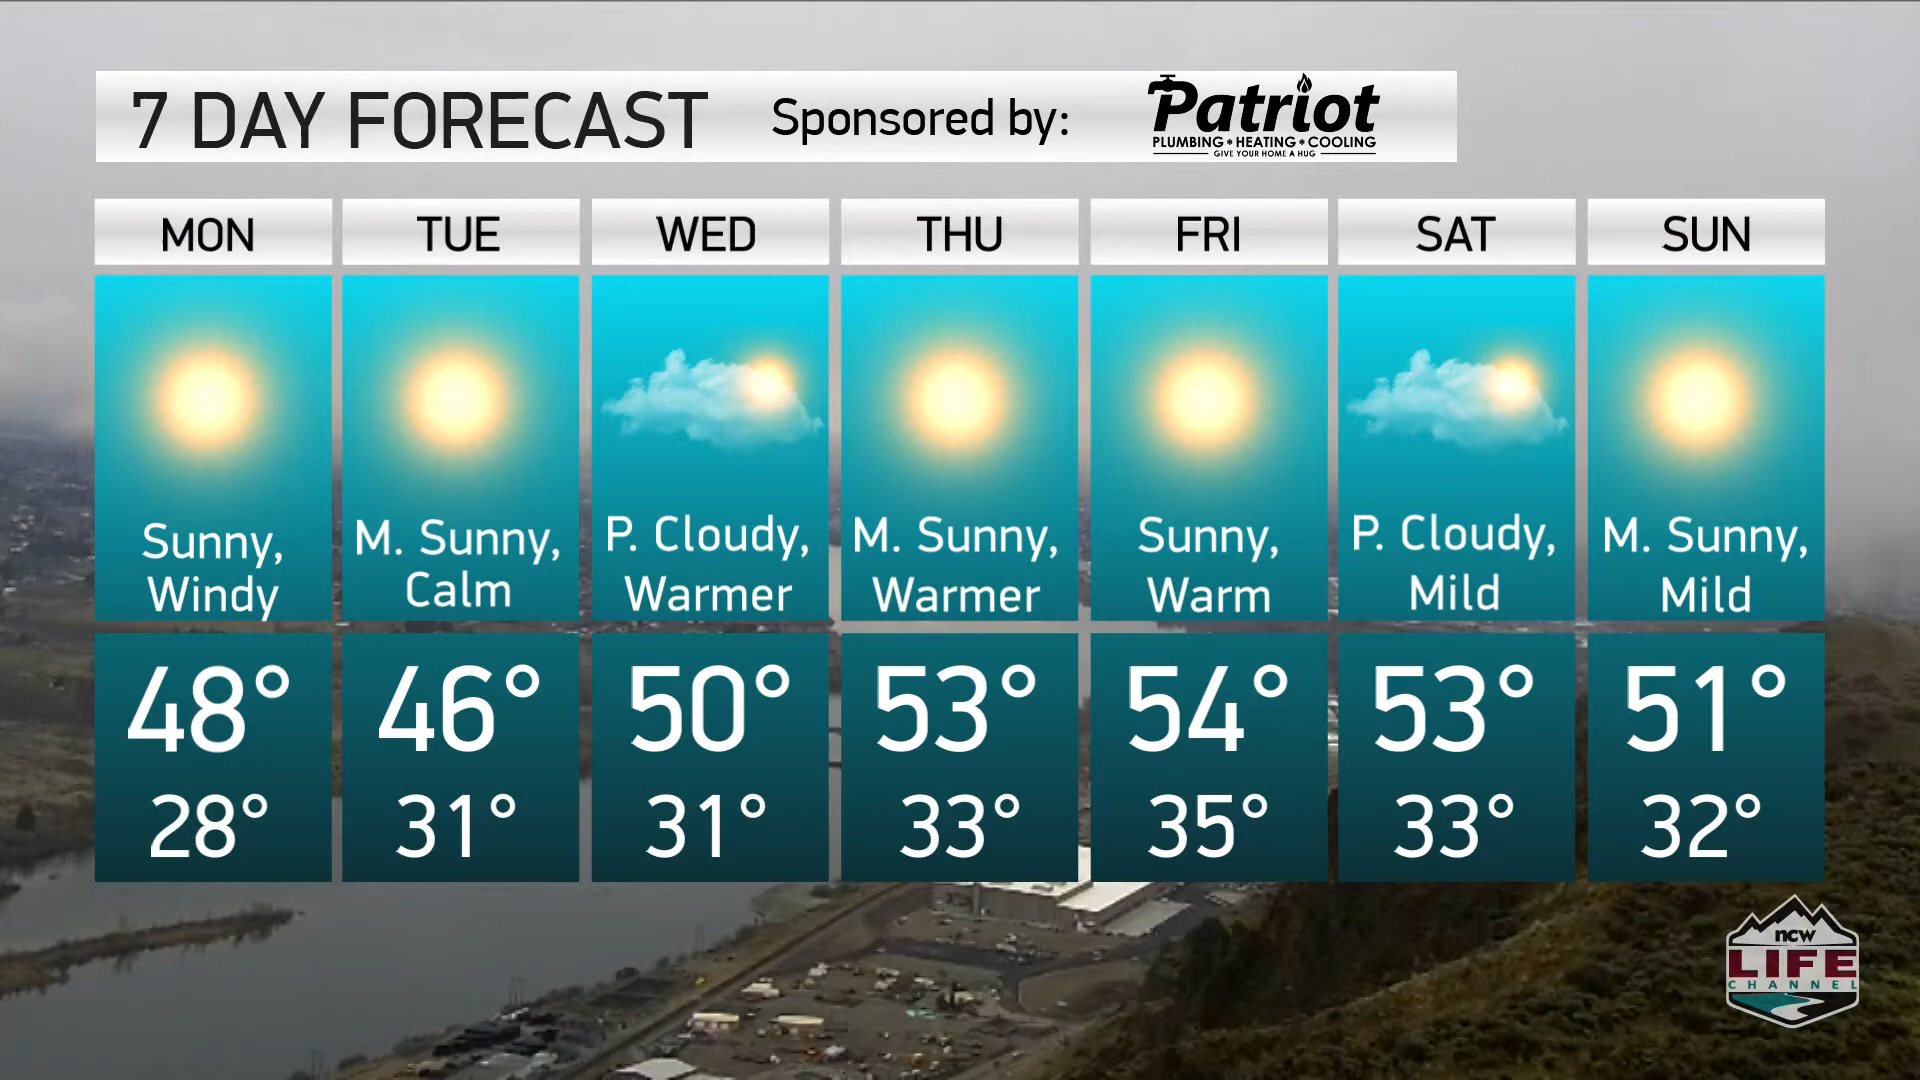 7 DAY FORECAST Sponsored by: Patriot
PLUMBING * HEATING * COOLING
GIVE YOUR HOME A HUG
MON TUE WED THU FRI SAT SUN
Sunny, M. Sunny, P. Cloudy, M. Sunny, Sunny, P. Cloudy, M. Sunny,
Windy Calm Warmer Warmer Warm Mild Mild
48° 46° 50° 53° 54° 53° 51°
28° 31° 31° 33° 35° 33° 32°
ncw
LIFE
CHANNEL